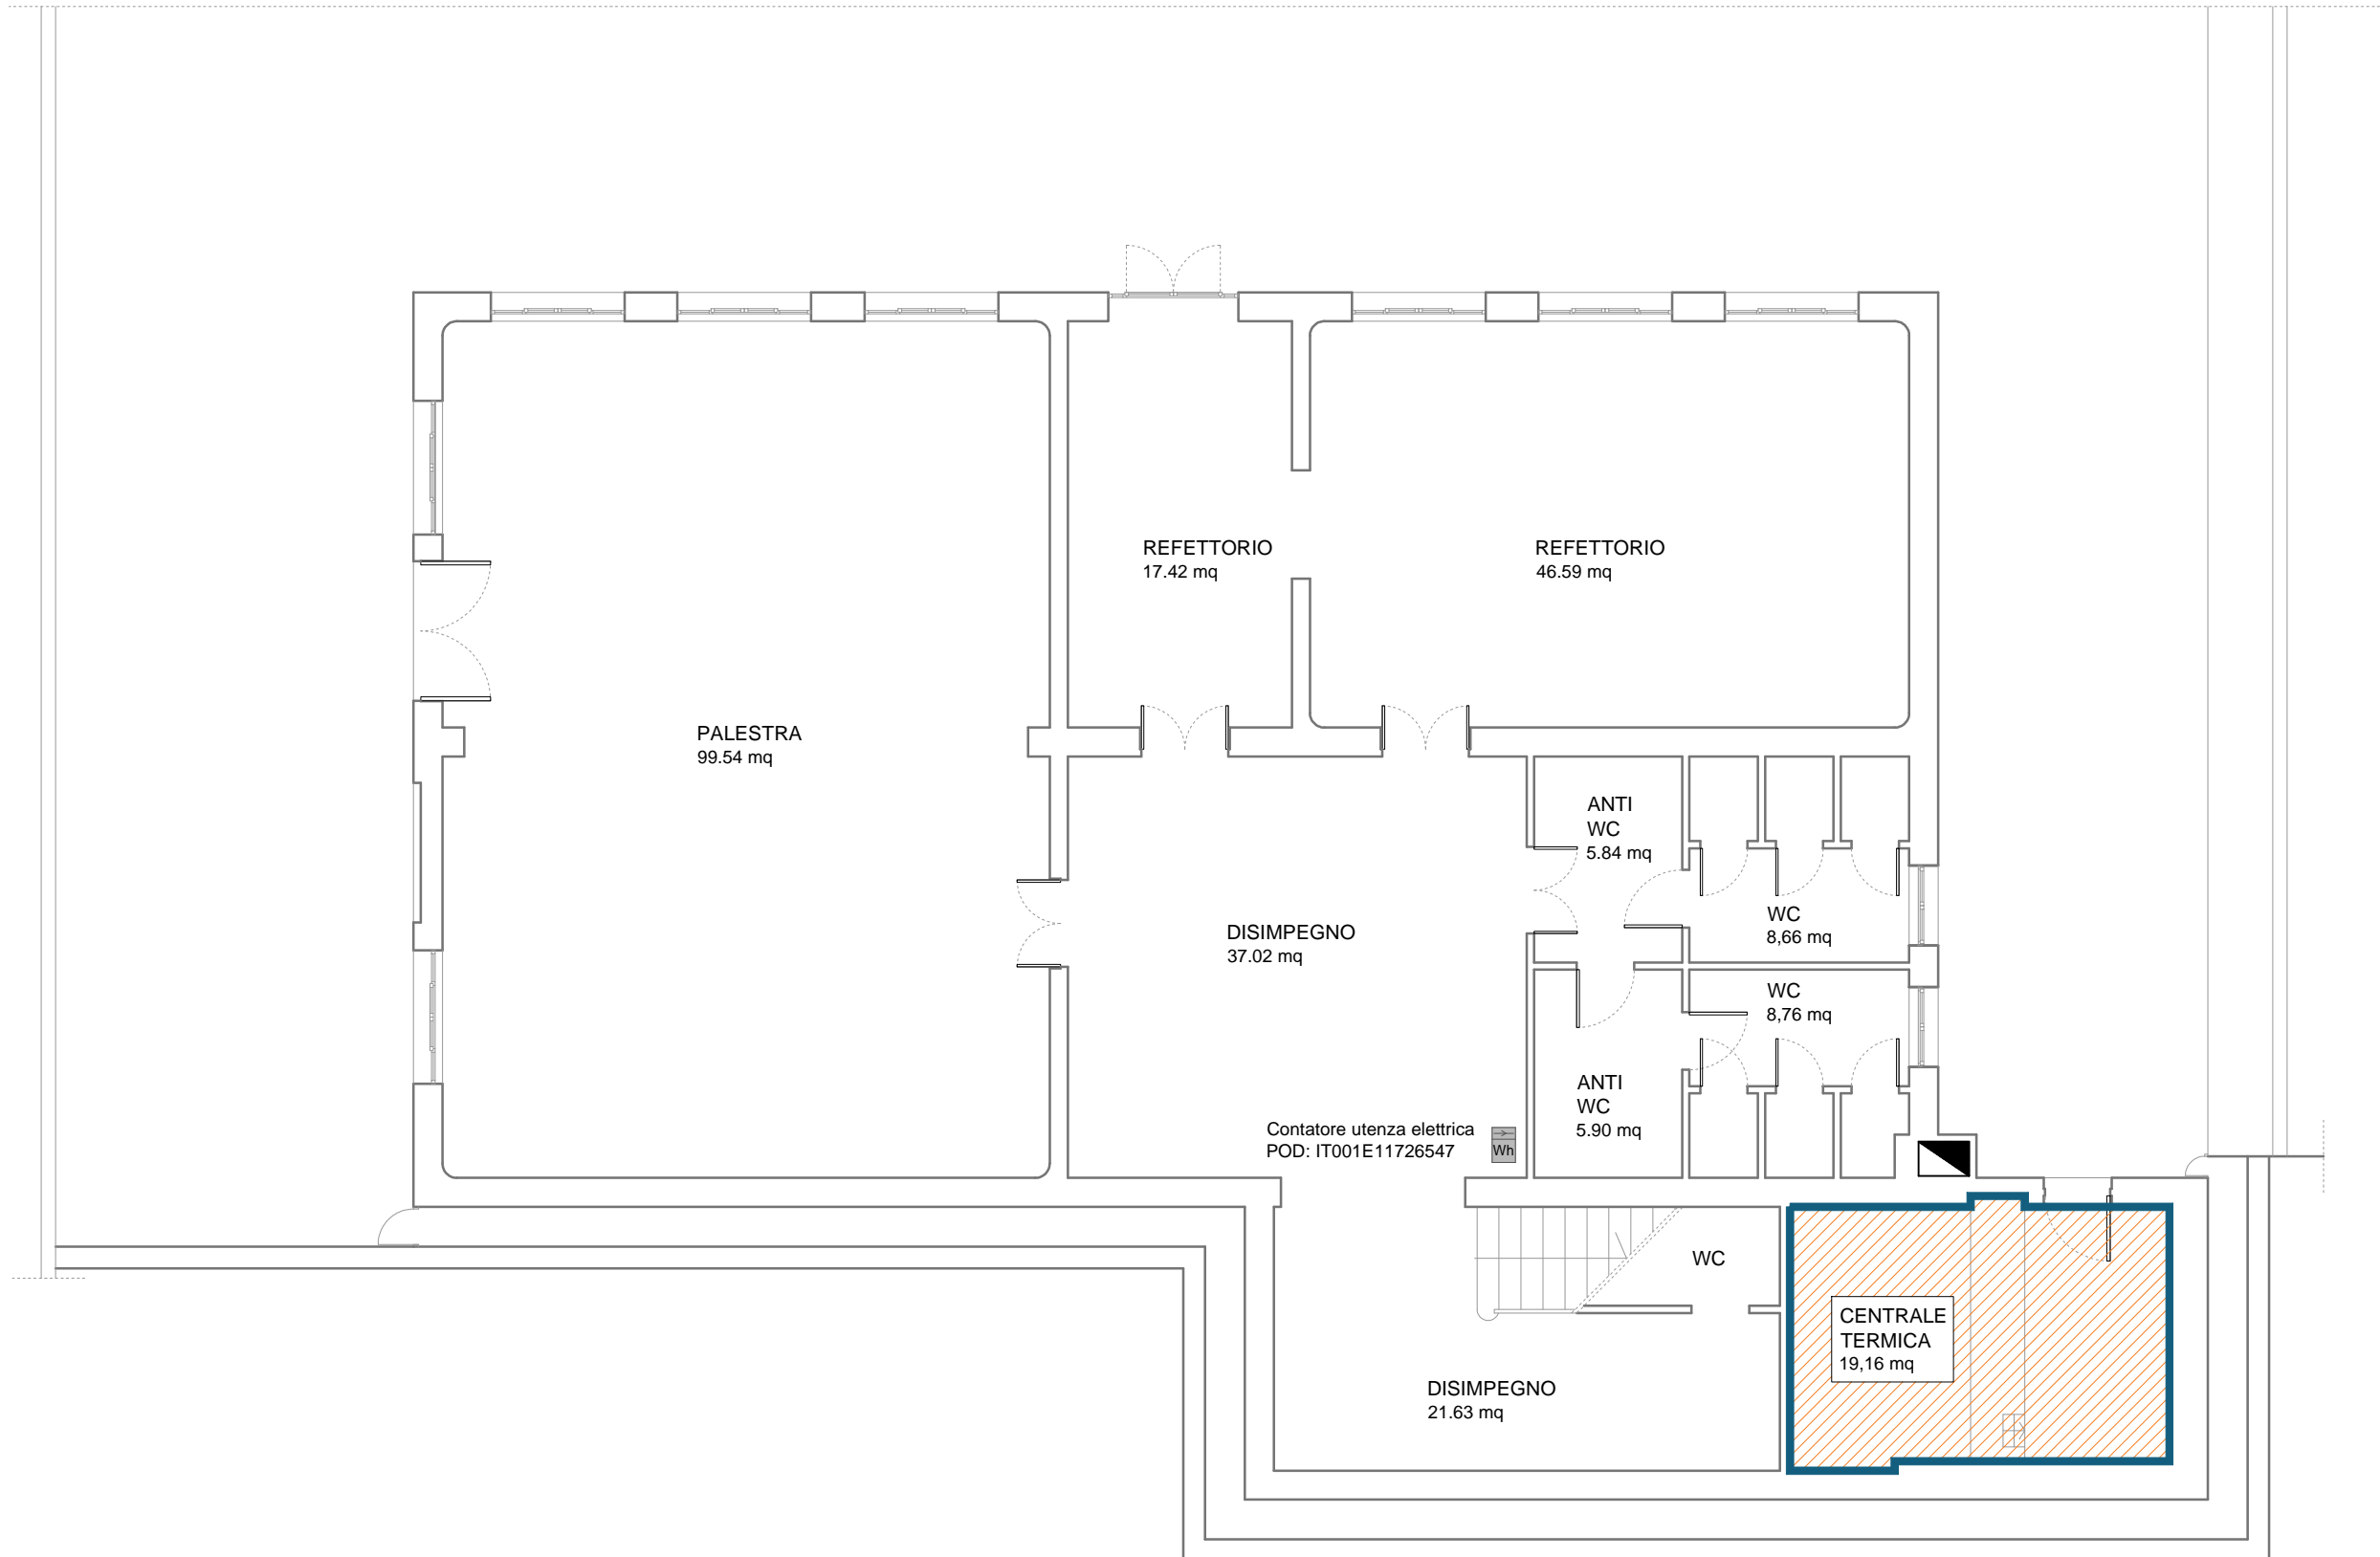 REFETTORIO
17.42 mq
REFETTORIO
46.59 mq
PALESTRA
99.54 mq
ANTI
WC
5.84 mq
WC
8,66 mq
DISIMPEGNO
37.02 mq
WC
8,76 mq
ANTI
WC
5.90 mq
Contatore utenza elettrica
POD: IT001E11726547
Wh
WC
CENTRALE
TERMICA
19,16 mq
DISIMPEGNO
21.63 mq